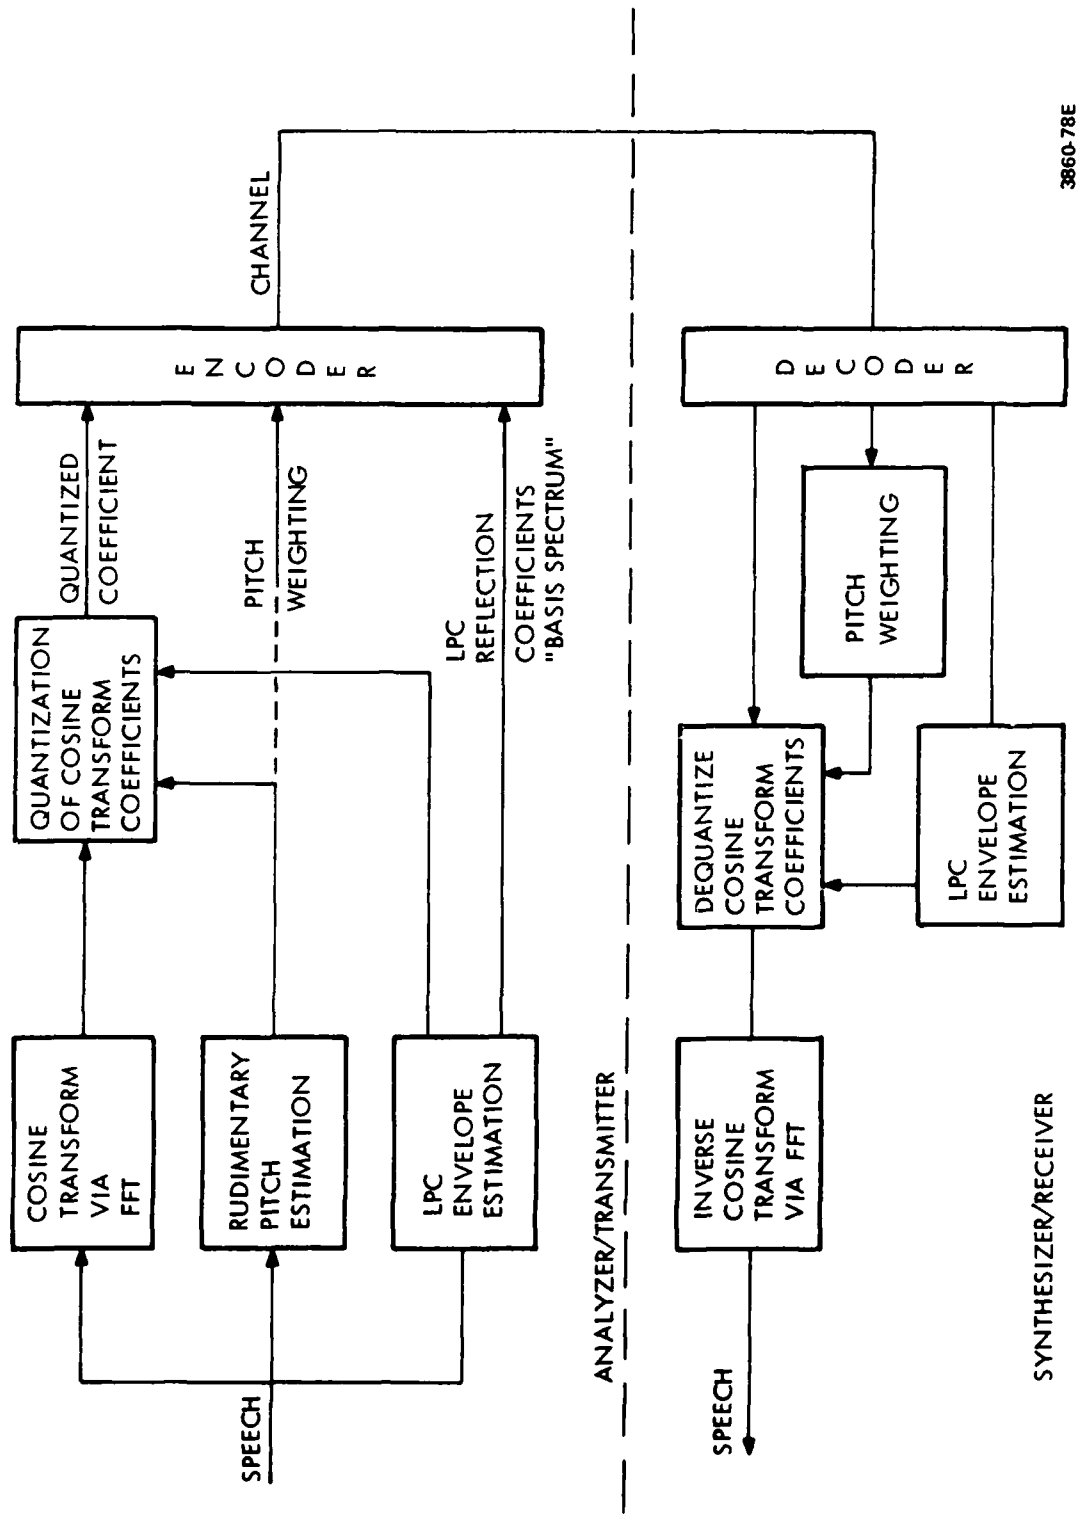 SPEECH
COSINE
TRANSFORM
VIA
FFT
RUDIMENTARY
PITCH
ESTIMATION
LPC
ENVELOPE
ESTIMATION
QUANTIZATION
OF COSINE
TRANSFORM
COEFFICIENTS
QUANTIZED
COEFFICIENT
PITCH
WEIGHTING
LPC
REFLECTION
COEFFICIENTS
"BASIS SPECTRUM"
ENCODER
CHANNEL
ANALYZER/TRANSMITTER
SPEECH
INVERSE
COSINE
TRANSFORM
VIA FFT
DEQUANTIZE
COSINE
TRANSFORM
COEFFICIENTS
PITCH
WEIGHTING
LPC
ENVELOPE
ESTIMATION
DECODER
SYNTHESIZER/RECEIVER
3860-78E